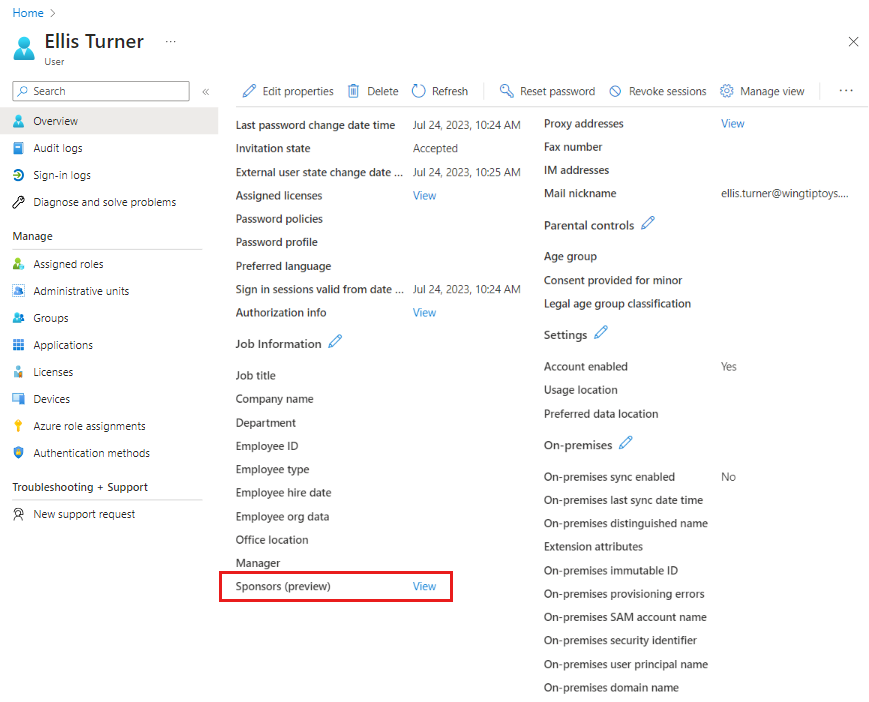 Home
Ellis Turner
...
User
Search
«
Overview
Audit logs
Sign-in logs
Diagnose and solve problems
Manage
Assigned roles
Administrative units
Groups
Applications
Licenses
Devices
Azure role assignments
Authentication methods
Troubleshooting + Support
New support request
Edit properties Delete Refresh Reset password Revoke sessions Manage view ...
Last password change date time Jul 24, 2023, 10:24 AM
Invitation state Accepted
External user state change date ... Jul 24, 2023, 10:25 AM
Assigned licenses View
Password policies
Password profile
Preferred language
Sign in sessions valid from date ... Jul 24, 2023, 10:24 AM
Authorization info View
Job Information
Job title
Company name
Department
Employee ID
Employee type
Employee hire date
Employee org data
Office location
Manager
Sponsors (preview) View
Proxy addresses View
Fax number
IM addresses
Mail nickname ellis.turner@wingtiptoys....
Parental controls
Age group
Consent provided for minor
Legal age group classification
Settings
Account enabled Yes
Usage location
Preferred data location
On-premises
On-premises sync enabled No
On-premises last sync date time
On-premises distinguished name
Extension attributes
On-premises immutable ID
On-premises provisioning errors
On-premises SAM account name
On-premises security identifier
On-premises user principal name
On-premises domain name